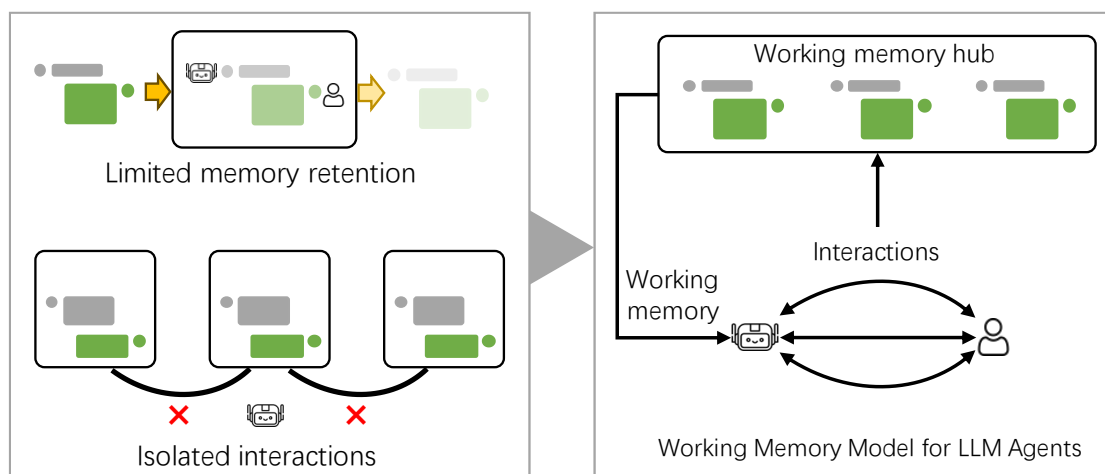 Limited memory retention
Isolated interactions
Working memory hub
Interactions
Working
memory
Working Memory Model for LLM Agents